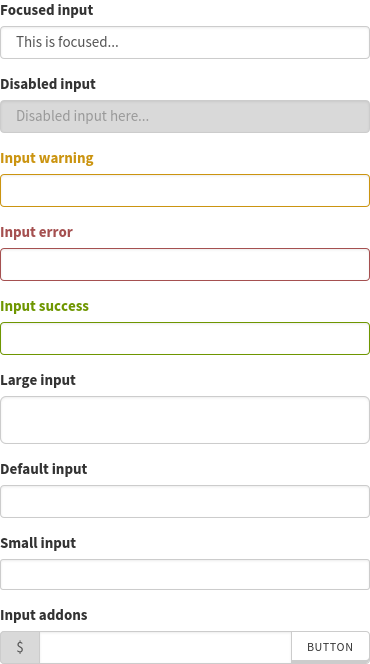 Focused input
This is focused...
Disabled input
Disabled input here...
Input warning
Input error
Input success
Large input
Default input
Small input
Input addons
$ BUTTON